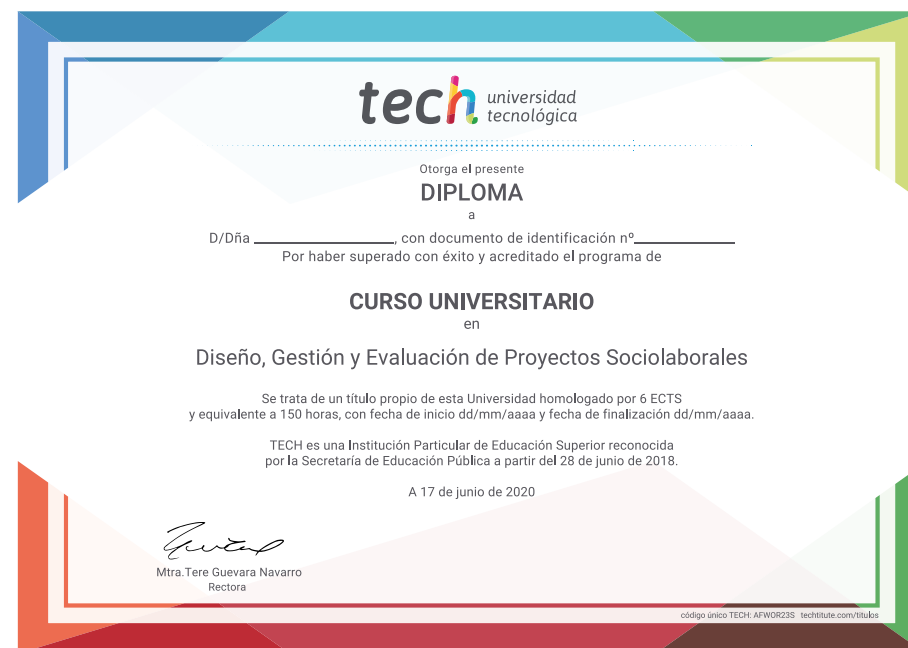 tech universidad
tecnológica
Otorga el presente
DIPLOMA
a
D/Dña ______________, con documento de identificación nº__________
Por haber superado con éxito y acreditado el programa de
CURSO UNIVERSITARIO
en
Diseño, Gestión y Evaluación de Proyectos Sociolaborales
Se trata de un título propio de esta Universidad homologado por 6 ECTS
y equivalente a 150 horas, con fecha de inicio dd/mm/aaaa y fecha de finalización dd/mm/aaaa.
TECH es una Institución Particular de Educación Superior reconocida
por la Secretaría de Educación Pública a partir del 28 de junio de 2018.
A 17 de junio de 2020
Mtra.Tere Guevara Navarro
Rectora
código único TECH: AFWOR23S techtitute.com/titulos